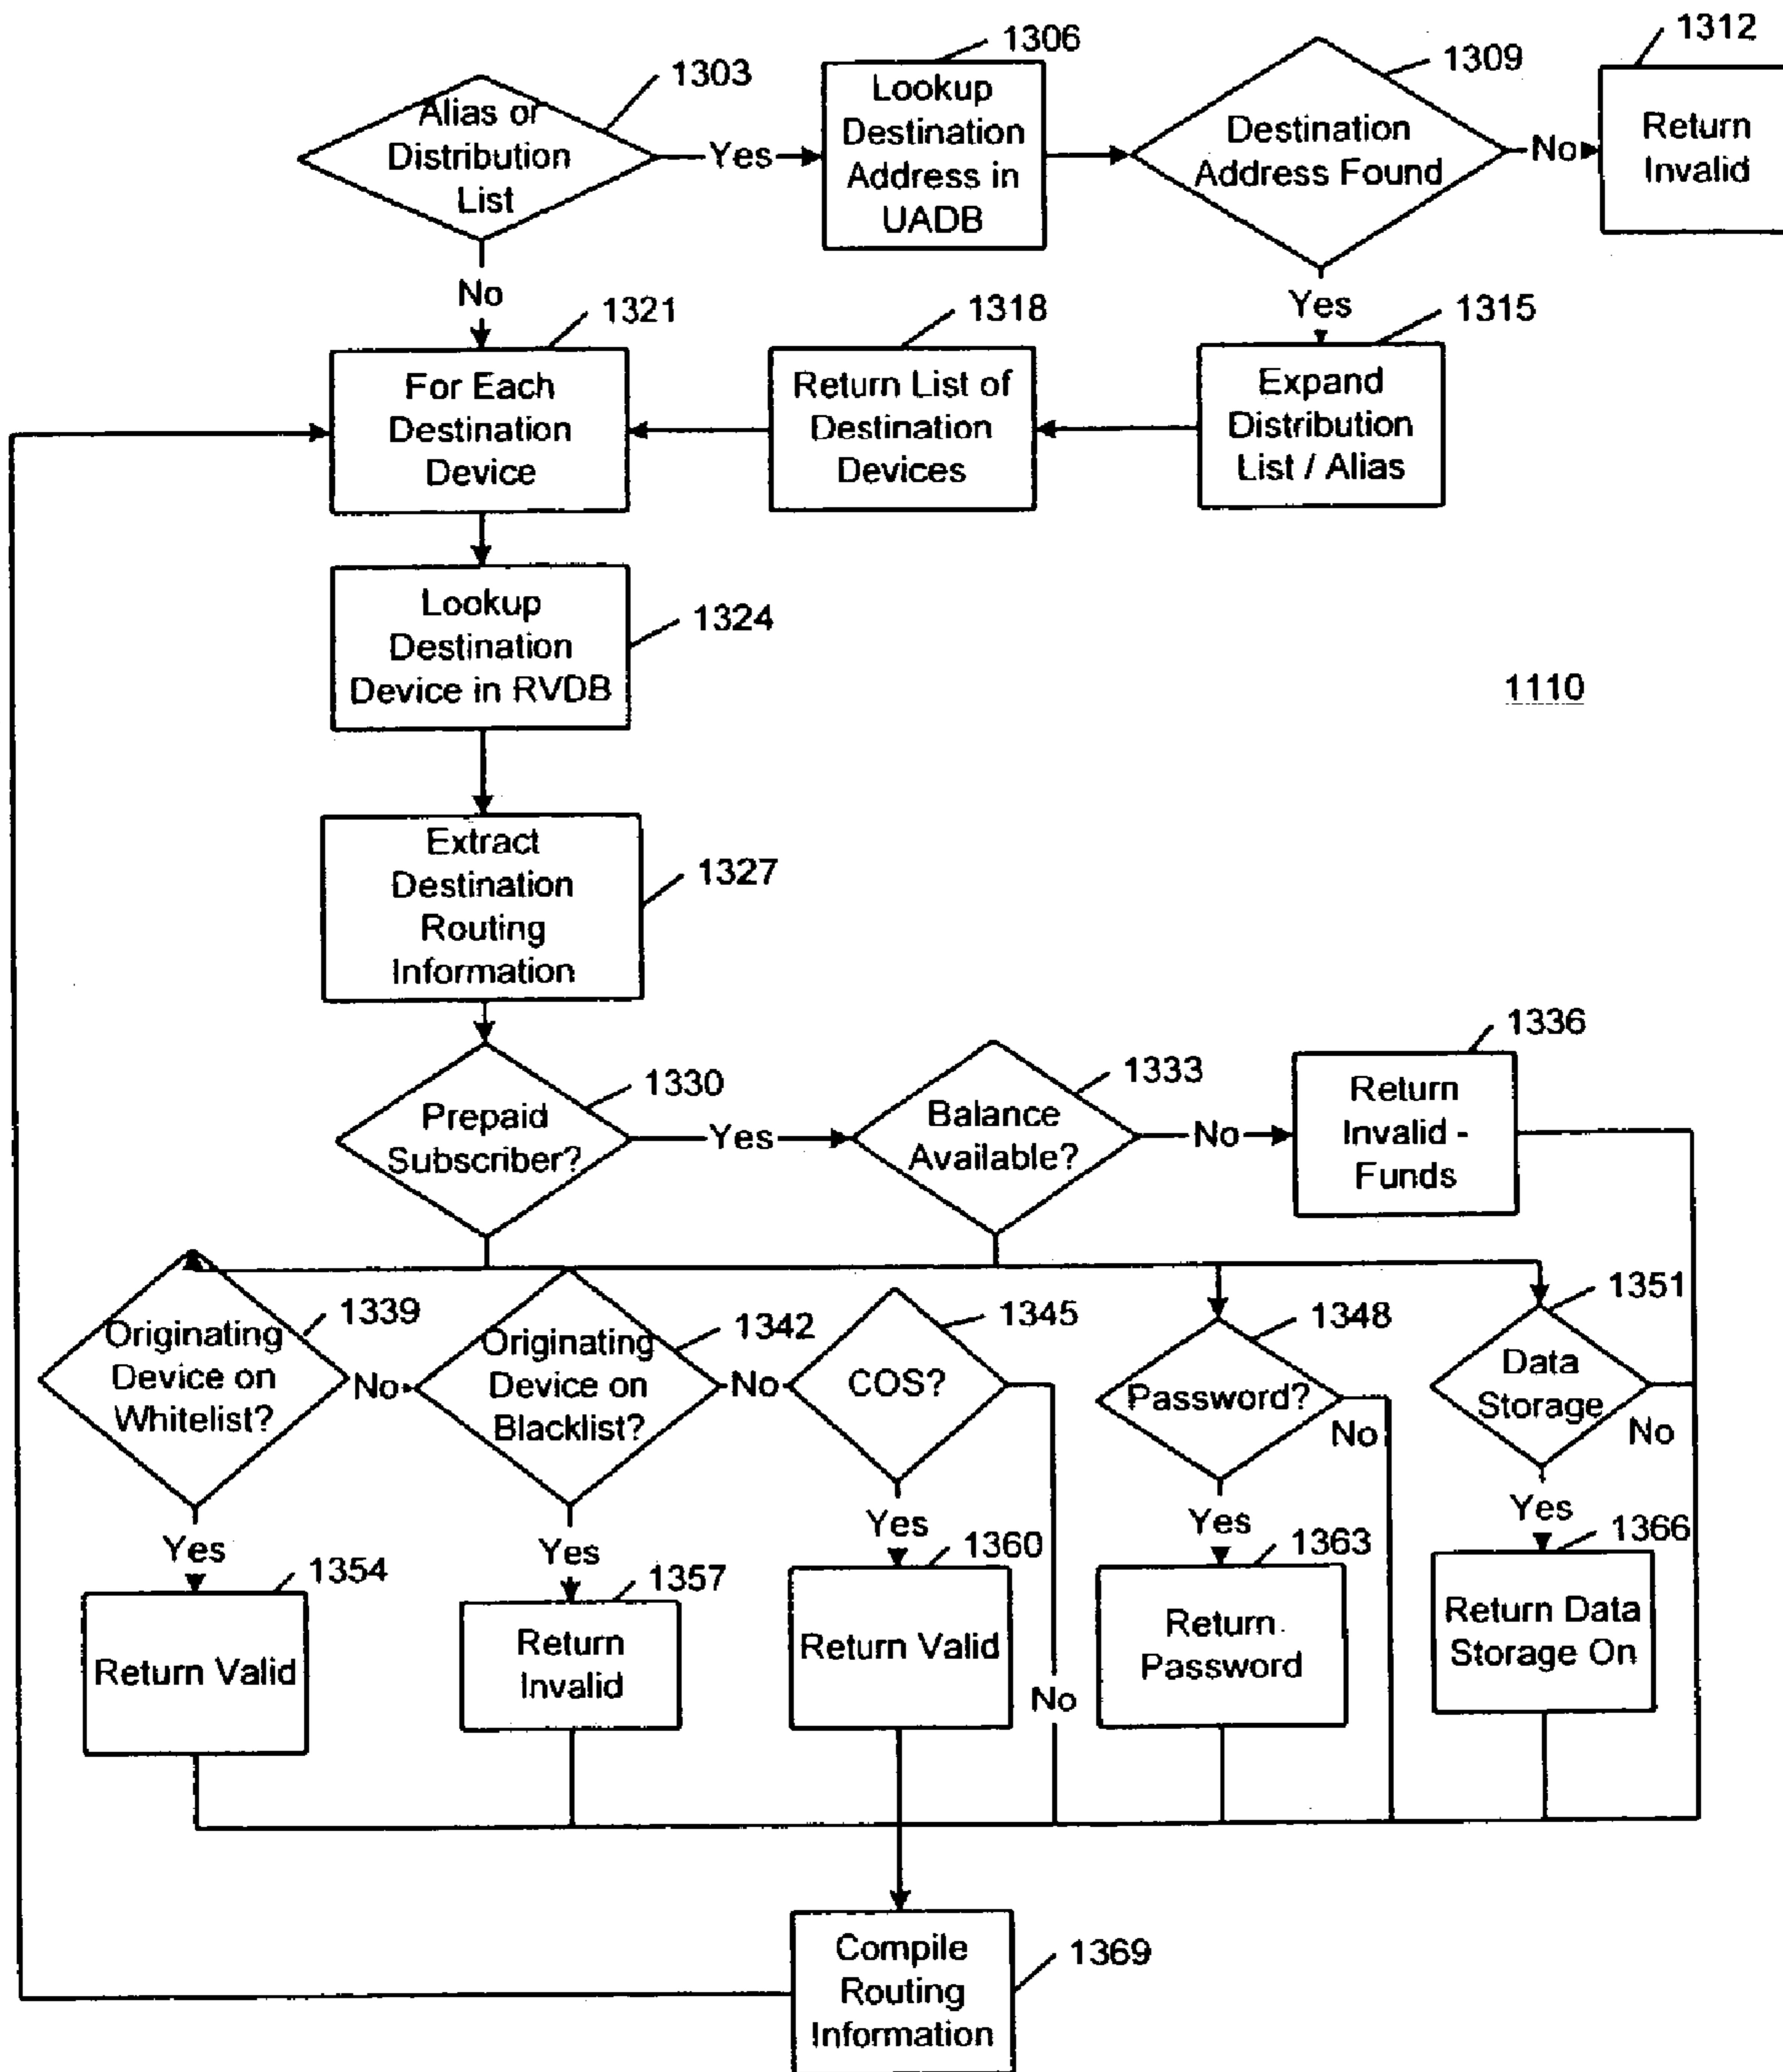 1303
Alias or
Distribution
List
Yes
1306
Lookup
Destination
Address in
UADB
1309
Destination
Address Found
No
1312
Return
Invalid
No
Yes
1321
For Each
Destination
Device
1318
Return List of
Destination
Devices
1315
Expand
Distribution
List / Alias
Lookup
Destination
Device in RVDB
1324
1110
Extract
Destination
Routing
Information
1327
1330
Prepaid
Subscriber?
Yes
1333
Balance
Available?
No
1336
Return
Invalid -
Funds
1339
Originating
Device on
Whitelist?
No
1342
Originating
Device on
Blacklist?
No
1345
COS?
1348
Password?
No
1351
Data
Storage
No
Yes
1354
Return Valid
Yes
1357
Return
Invalid
Yes
1360
Return Valid
No
Yes
1363
Return
Password
Yes
1366
Return Data
Storage On
Compile
Routing
Information
1369